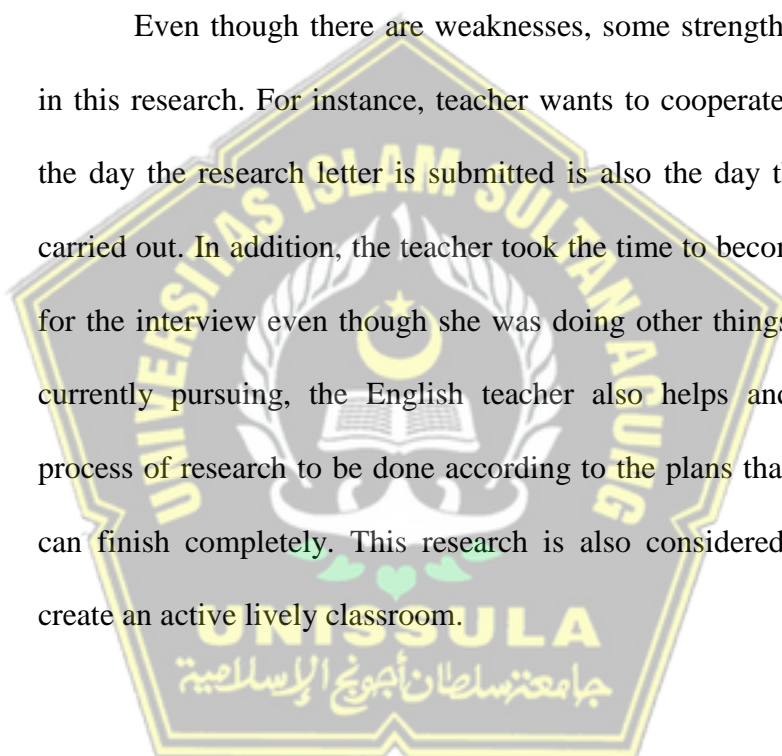 Even though there are weaknesses, some strength
in this research. For instance, teacher wants to cooperate
the day the research letter is submitted is also the day t
carried out. In addition, the teacher took the time to becom
for the interview even though she was doing other things
currently pursuing, the English teacher also helps and
process of research to be done according to the plans tha
can finish completely. This research is also considered
create an active lively classroom.
UNIVERSITAS ISLAM SULTAN AGUNG
UNISSULA
جامعة سلطان أجونج الإسلامية